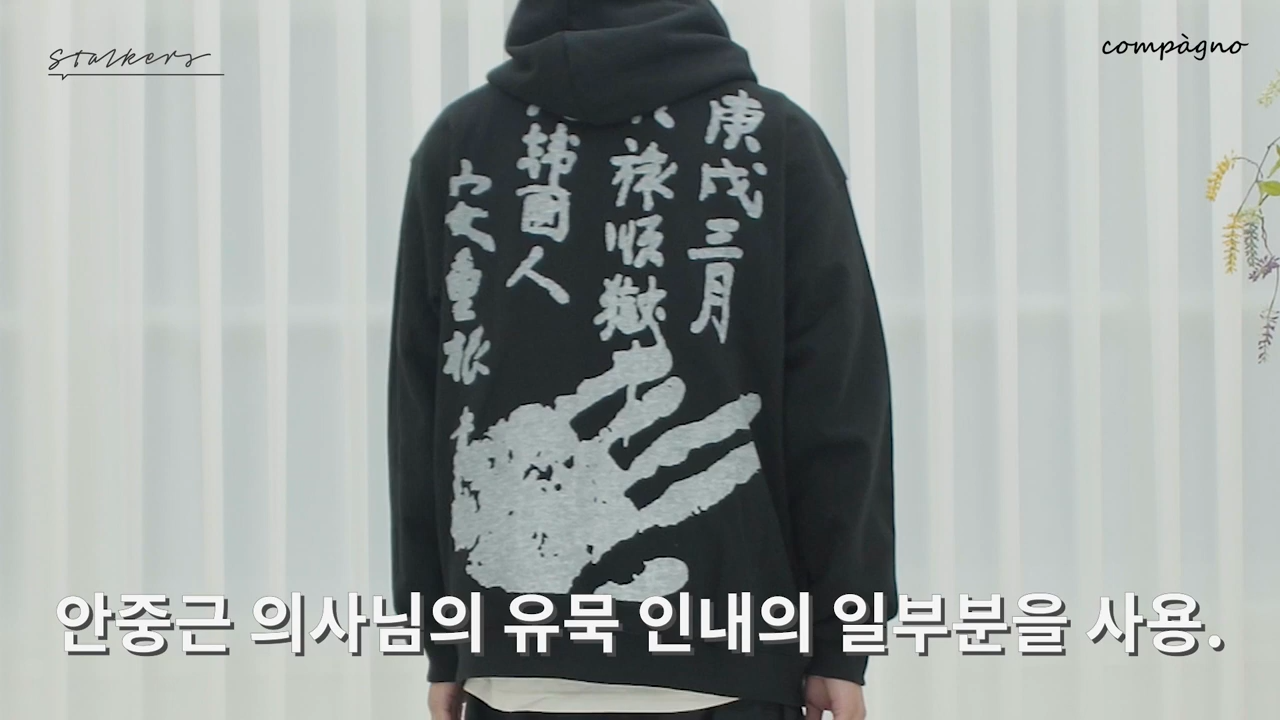 Stalkers
compàgno
庚戌三月
旅順獄中
韓國人
安重根
안중근 의사님의 유묵 인내의 일부분을 사용.